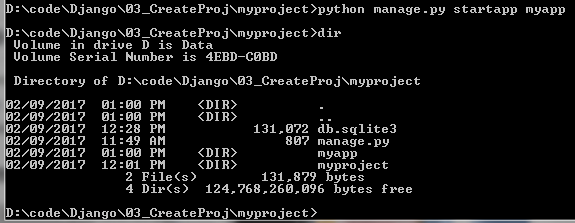 D:\code\Django\03_CreateProj\myproject>python manage.py startapp myapp
D:\code\Django\03_CreateProj\myproject>dir
 Volume in drive D is Data
 Volume Serial Number is 4EBD-C0BD
 Directory of D:\code\Django\03_CreateProj\myproject
02/09/2017  01:00 PM    <DIR>          .
02/09/2017  01:00 PM    <DIR>          ..
02/09/2017  12:28 PM           131,072 db.sqlite3
02/09/2017  11:49 AM               807 manage.py
02/09/2017  01:00 PM    <DIR>          myapp
02/09/2017  12:01 PM    <DIR>          myproject
               2 File(s)        131,879 bytes
               4 Dir(s)  124,768,260,096 bytes free
D:\code\Django\03_CreateProj\myproject>